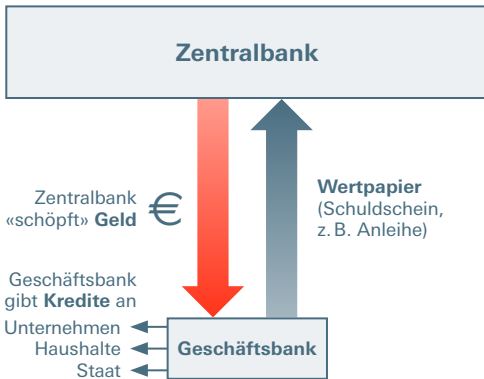 Zentralbank
Zentralbank
«schöpft» Geld
€
Wertpapier
(Schuldschein,
z. B. Anleihe)
Geschäftsbank
gibt Kredite an
Unternehmen
Haushalte
Staat
Geschäftsbank